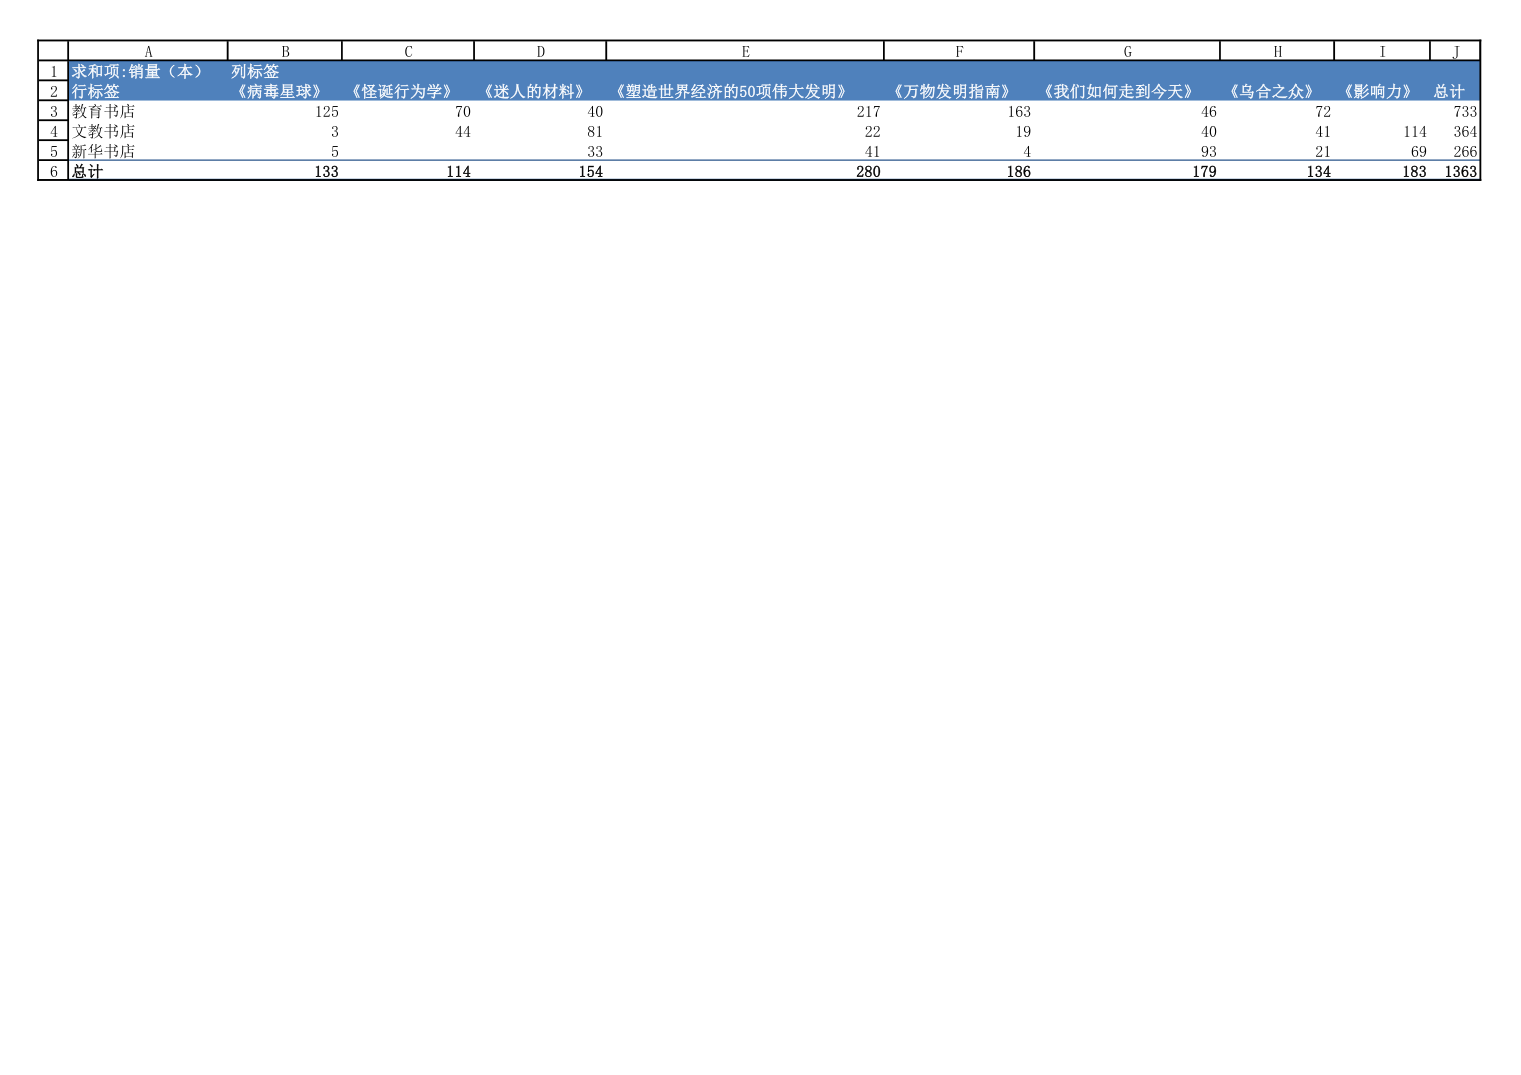 A B C D E F G H I J
1 求和项:销量（本） 列标签
2 行标签 《病毒星球》 《怪诞行为学》 《迷人的材料》 《塑造世界经济的50项伟大发明》 《万物发明指南》 《我们如何走到今天》 《乌合之众》 《影响力》 总计
3 教育书店 125 70 40 217 163 46 72 733
4 文教书店 3 44 81 22 19 40 41 114 364
5 新华书店 5 33 41 4 93 21 69 266
6 总计 133 114 154 280 186 179 134 183 1363